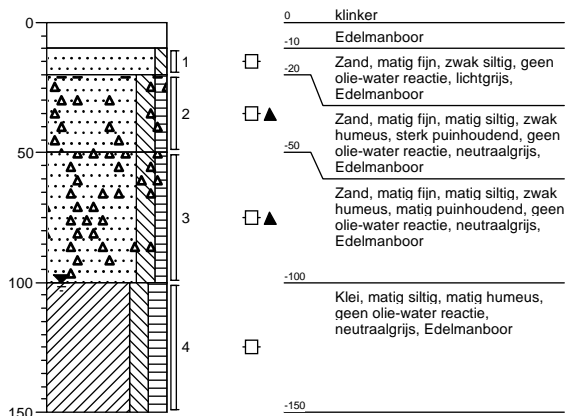 0
50
100
150
1
2
3
4
0 klinker
-10 Edelmanboor
Zand, matig fijn, zwak siltig, geen
olie-water reactie, lichtgrijs,
Edelmanboor
-20
Zand, matig fijn, matig siltig, zwak
humeus, sterk puinhoudend, geen
olie-water reactie, neutraalgrijs,
Edelmanboor
-50
Zand, matig fijn, matig siltig, zwak
humeus, matig puinhoudend, geen
olie-water reactie, neutraalgrijs,
Edelmanboor
-100
Klei, matig siltig, matig humeus,
geen olie-water reactie,
neutraalgrijs, Edelmanboor
-150